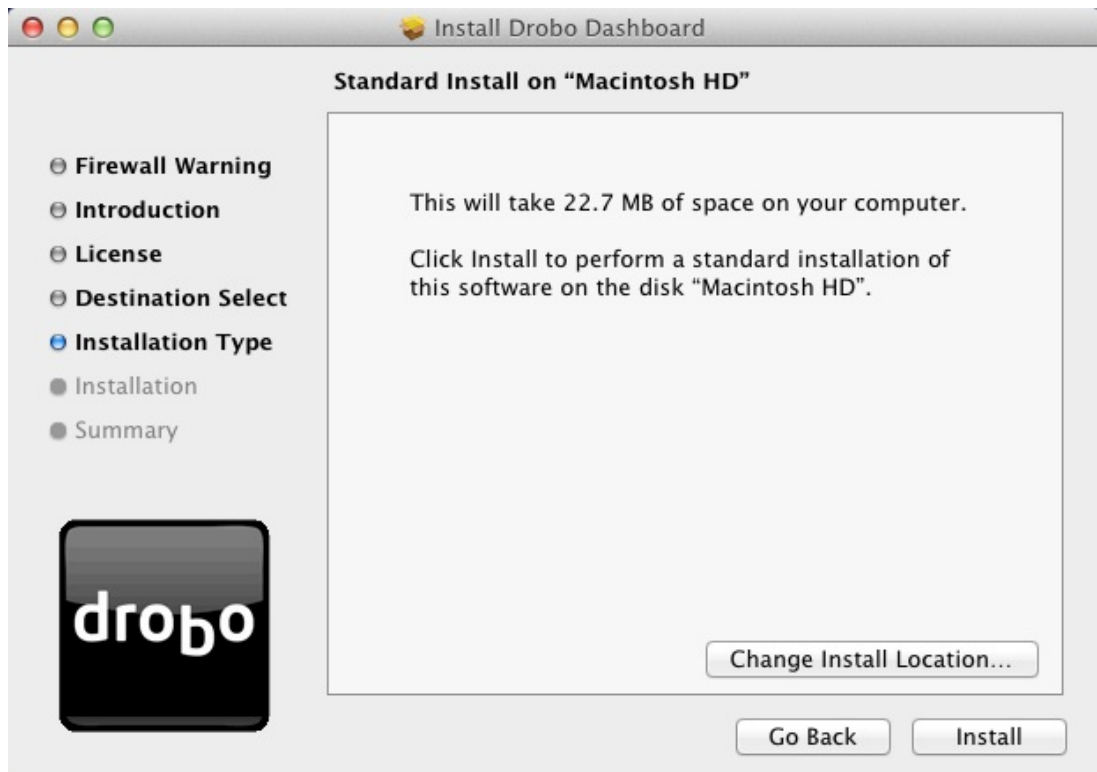 Install Drobo Dashboard
Standard Install on “Macintosh HD”
Firewall Warning
Introduction
License
Destination Select
Installation Type
Installation
Summary
This will take 22.7 MB of space on your computer.
Click Install to perform a standard installation of
this software on the disk “Macintosh HD”.
drobo
Change Install Location...
Go Back
Install